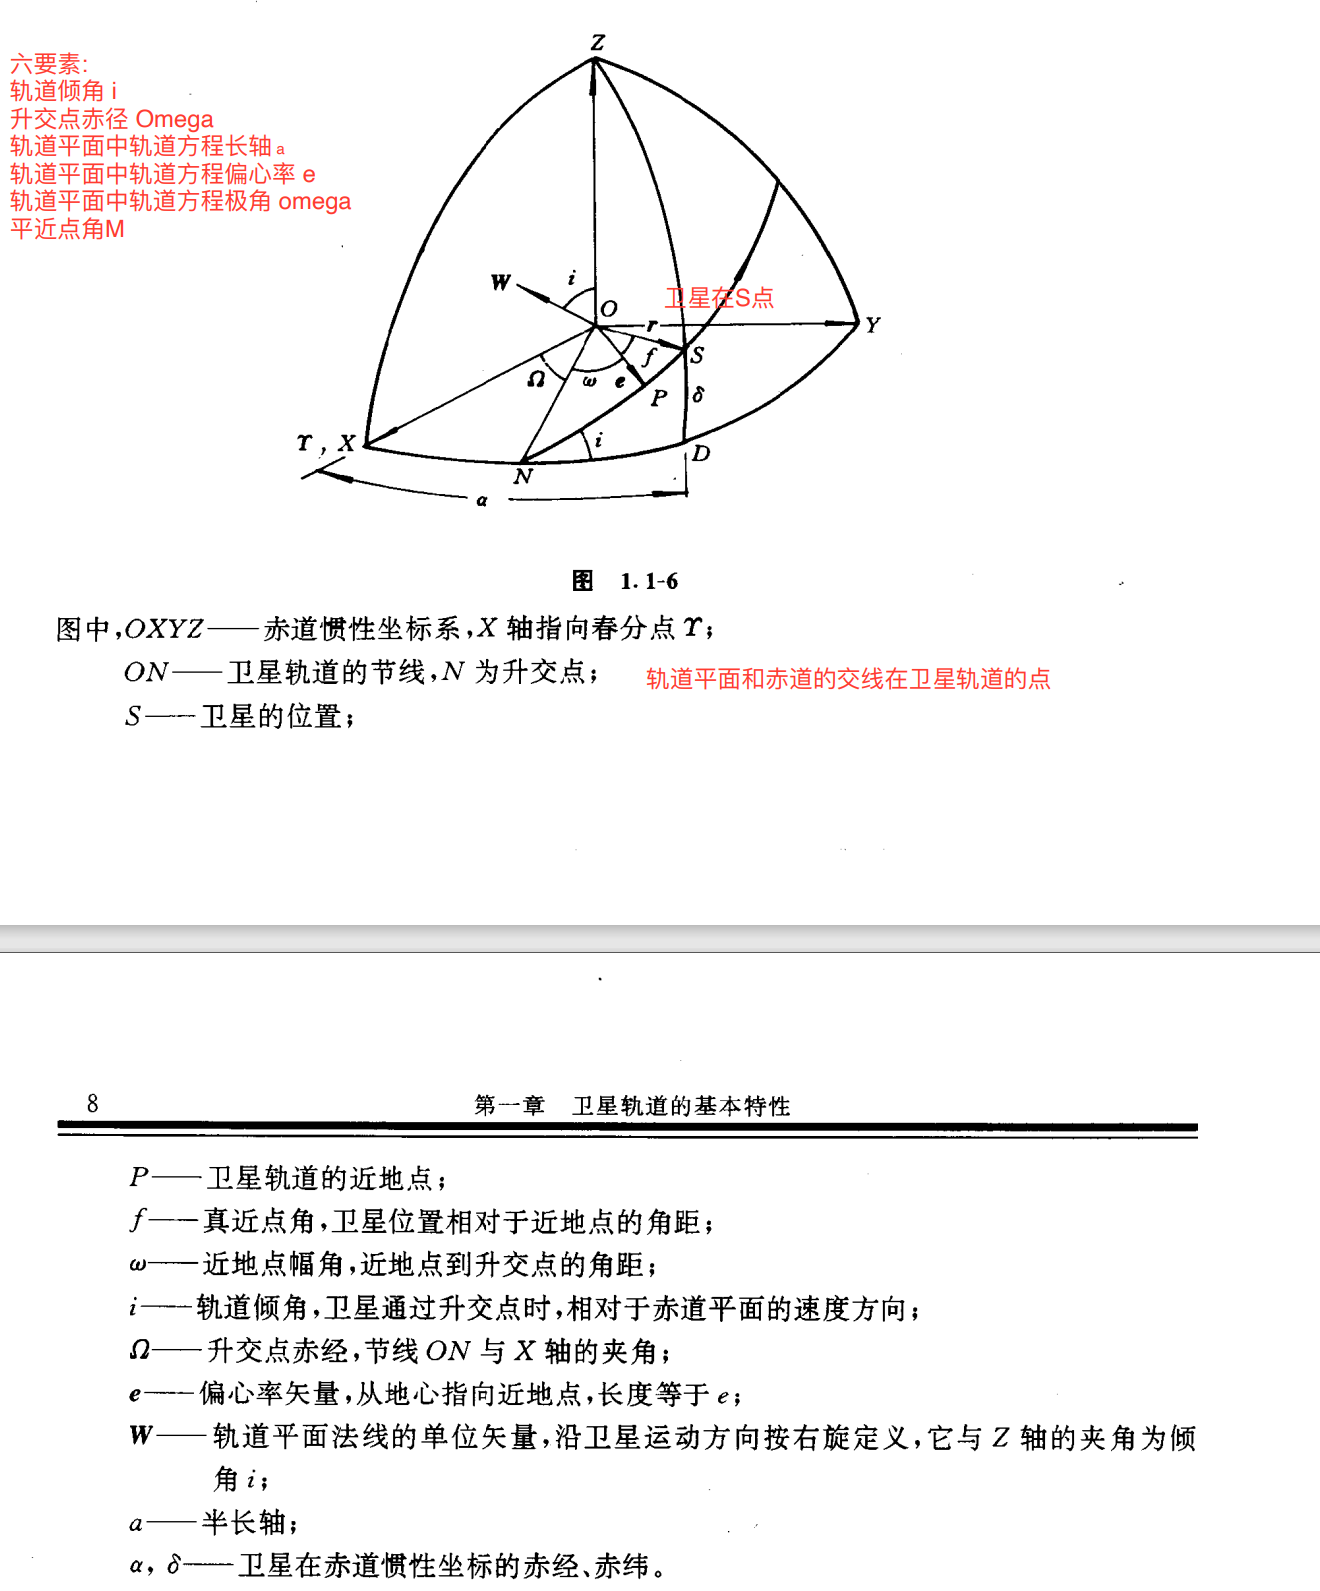 六要素:
轨道倾角 i
升交点赤径 Omega
轨道平面中轨道方程长轴 a
轨道平面中轨道方程偏心率 e
轨道平面中轨道方程极角 omega
平近点角M
Z
W
i
O
卫星在S点
r
Y
S
f
Ω
ω
e
P
δ
ϒ, X
i
D
N
α
图 1.1-6
图中,OXYZ——赤道惯性坐标系,X 轴指向春分点 ϒ;
ON——卫星轨道的节线,N 为升交点;
轨道平面和赤道的交线在卫星轨道的点
S——卫星的位置;
8
第一章 卫星轨道的基本特性
P——卫星轨道的近地点;
f——真近点角,卫星位置相对于近地点的角距;
ω——近地点幅角,近地点到升交点的角距;
i——轨道倾角,卫星通过升交点时,相对于赤道平面的速度方向;
Ω——升交点赤经,节线 ON 与 X 轴的夹角;
e——偏心率矢量,从地心指向近地点,长度等于 e;
W——轨道平面法线的单位矢量,沿卫星运动方向按右旋定义,它与 Z 轴的夹角为倾
角 i;
a——半长轴;
α, δ——卫星在赤道惯性坐标的赤经、赤纬。